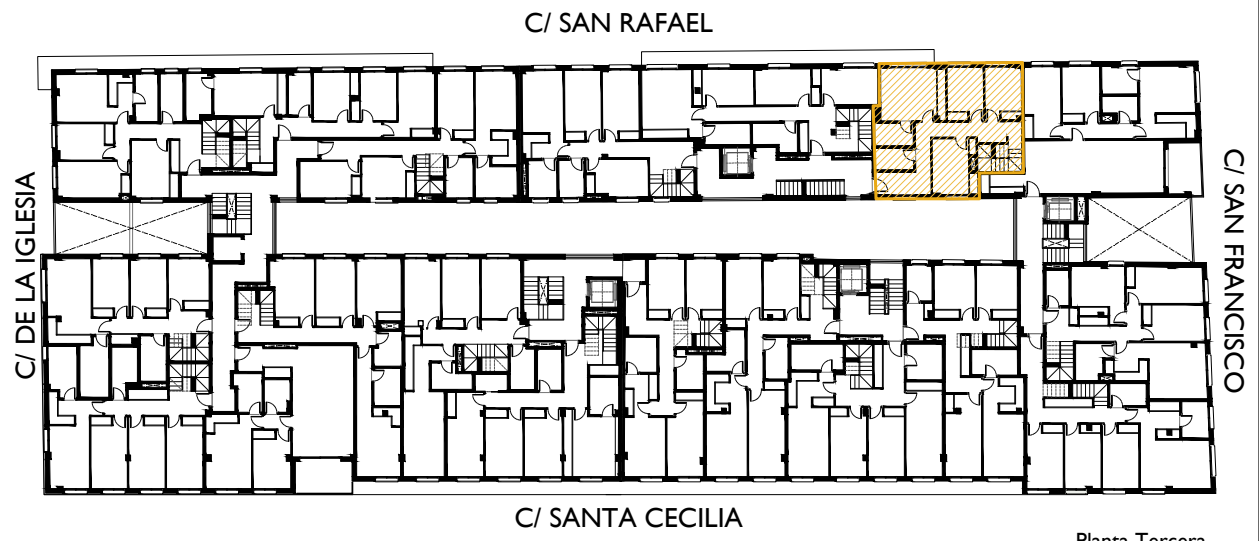 C/ SAN RAFAEL
C/ DE LA IGLESIA
C/ SAN FRANCISCO
C/ SANTA CECILIA
Planta Tercera